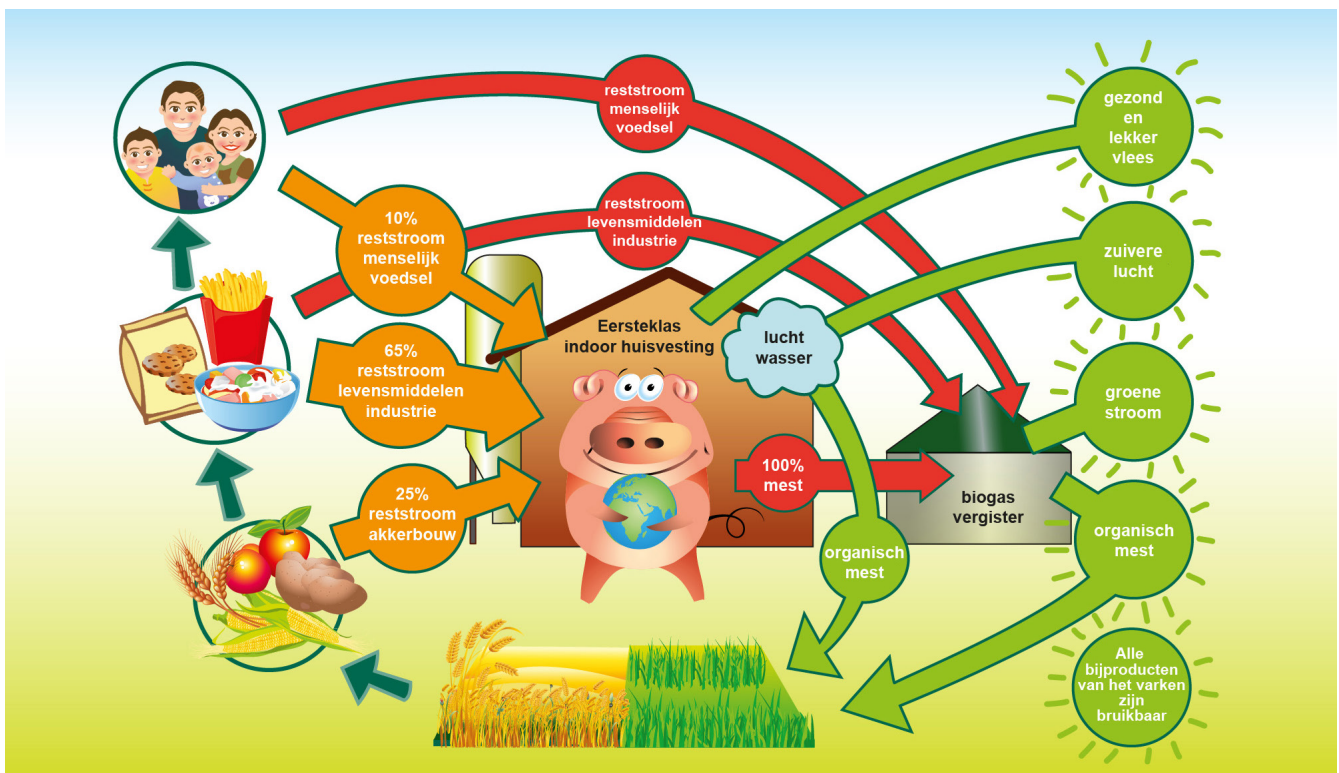 reststroom
menselijk
voedsel
gezond
en
lekker
vlees
10%
reststroom
menselijk
voedsel
reststroom
levensmiddelen
industrie
zuivere
lucht
Eersteklas
indoor huisvesting
lucht
wasser
65%
reststroom
levensmiddelen
industrie
groene
stroom
100%
mest
biogas
vergister
25%
reststroom
akkerbouw
organisch
mest
organisch
mest
Alle
bijproducten
van het varken
zijn
bruikbaar